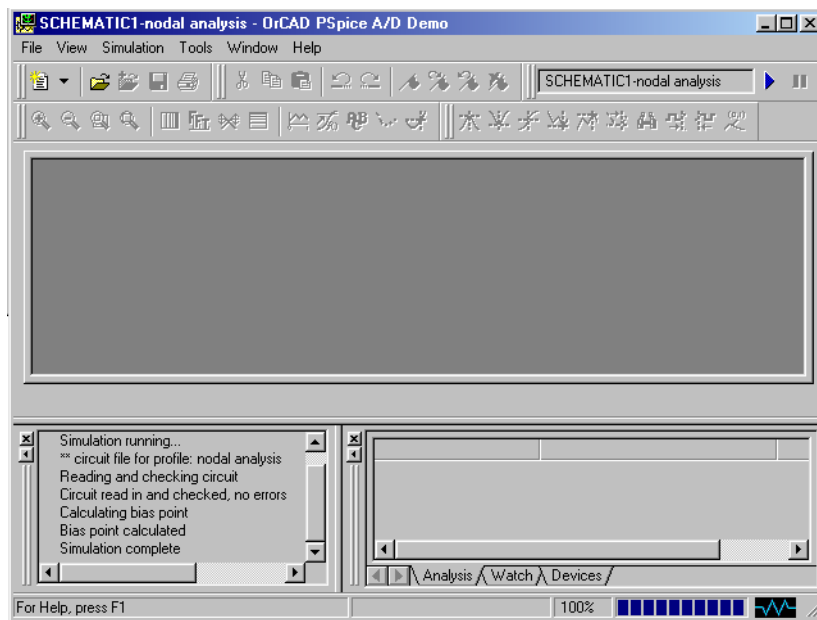 SCHEMATIC1-nodal analysis - OrCAD PSpice A/D Demo
File View Simulation Tools Window Help
SCHEMATIC1-nodal analysis
Simulation running...
** circuit file for profile: nodal analysis
Reading and checking circuit
Circuit read in and checked, no errors
Calculating bias point
Bias point calculated
Simulation complete
Analysis Watch Devices
For Help, press F1
100%